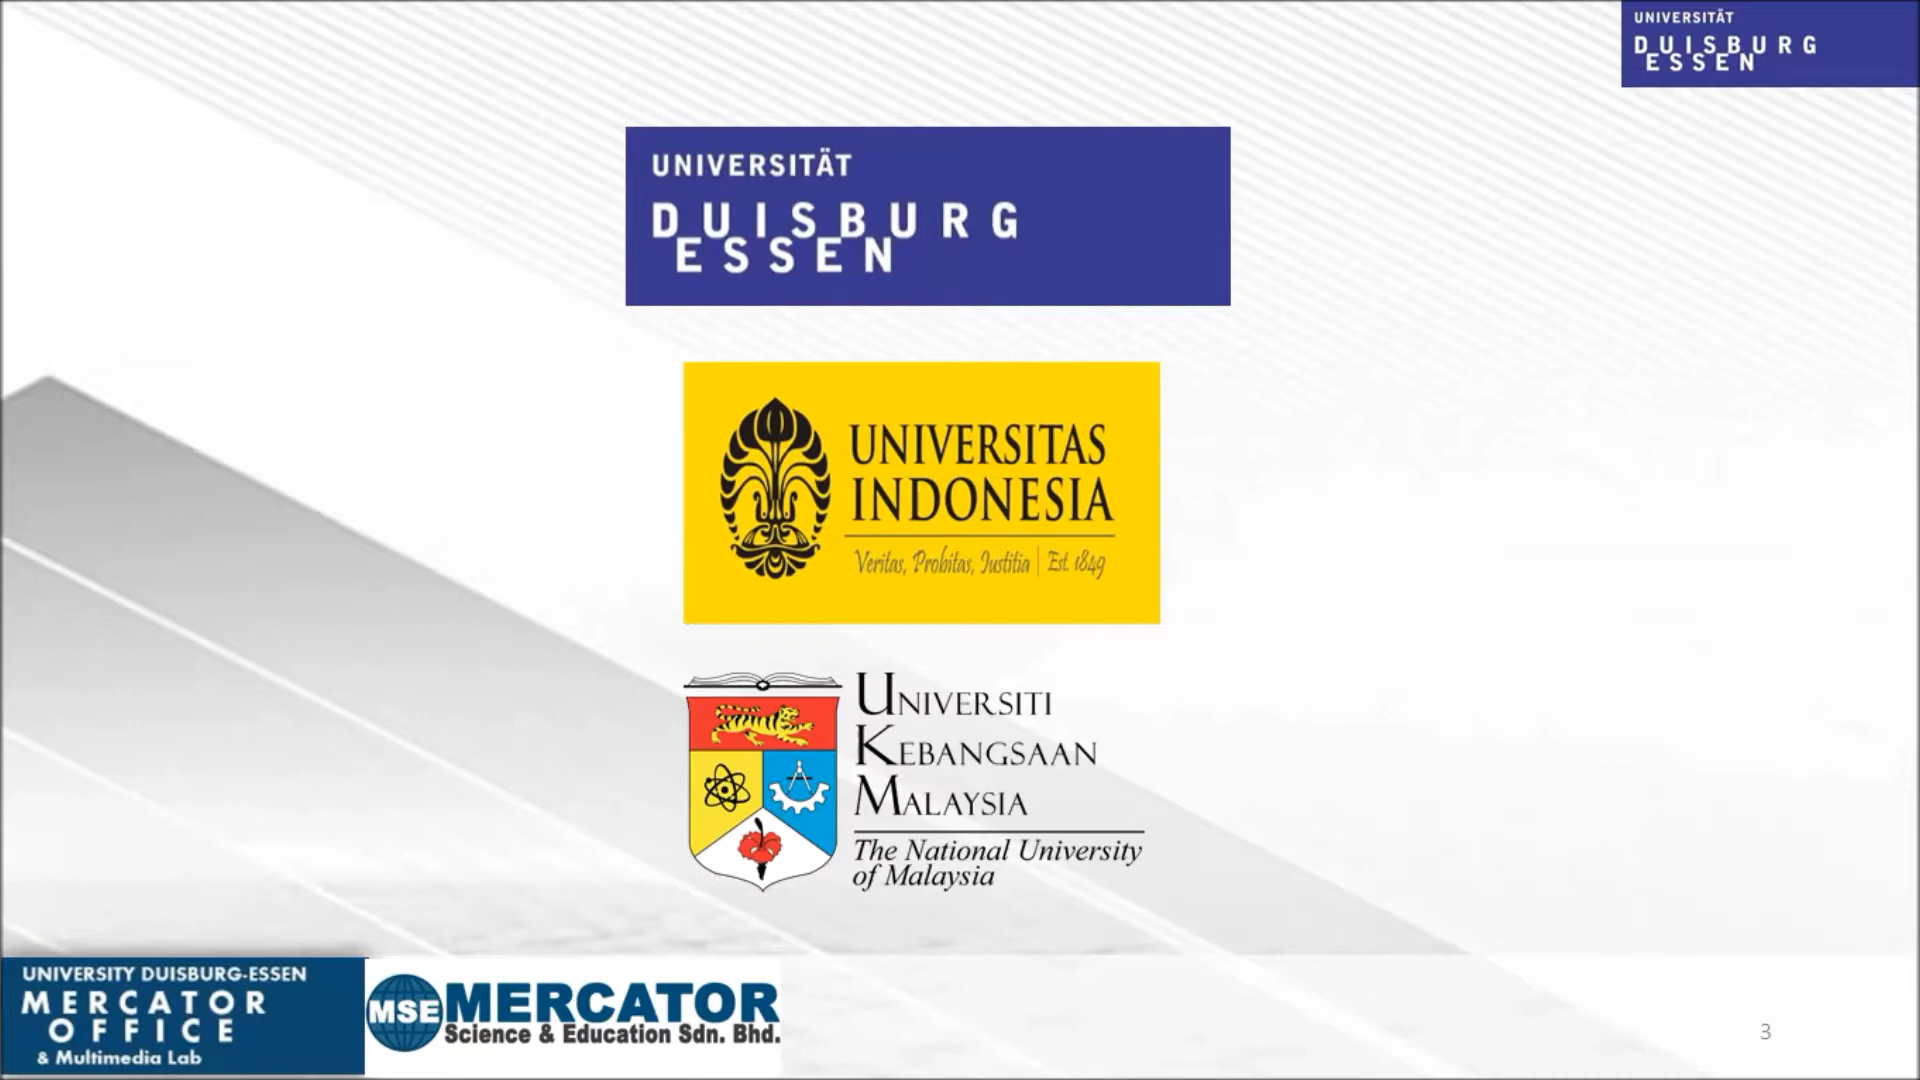 UNIVERSITÄT
DUISBURG
ESSEN
UNIVERSITÄT
DUISBURG
ESSEN
UNIVERSITAS
INDONESIA
Veritas, Probitas, Iustitia | Est. 1849
UNIVERSITI
KEBANGSAAN
MALAYSIA
The National University
of Malaysia
UNIVERSITY DUISBURG-ESSEN
MERCATOR
OFFICE
& Multimedia Lab
MSE MERCATOR
Science & Education Sdn. Bhd.
3